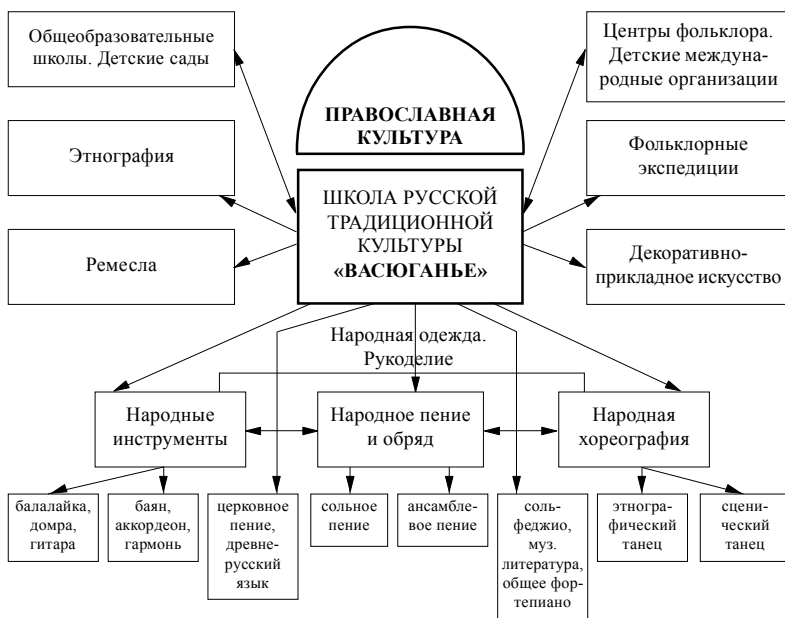 Общеобразовательные
школы. Детские сады
Центры фольклора.
Детские междуна-
родные организации
ПРАВОСЛАВНАЯ
КУЛЬТУРА
Этнография
Фольклорные
экспедиции
ШКОЛА РУССКОЙ
ТРАДИЦИОННОЙ
КУЛЬТУРЫ
«ВАСЮГАНЬЕ»
Ремесла
Декоративно-
прикладное искусство
Народная одежда.
Рукоделие
Народные
инструменты
Народное пение
и обряд
Народная
хореография
балалайка,
домра,
гитара
баян,
аккордеон,
гармонь
церковное
пение,
древне-
русский
язык
сольное
пение
ансамбле-
вое пение
соль-
феджио,
муз.
литература,
общее фор-
тепиано
этногра-
фический
танец
сцени-
ческий
танец